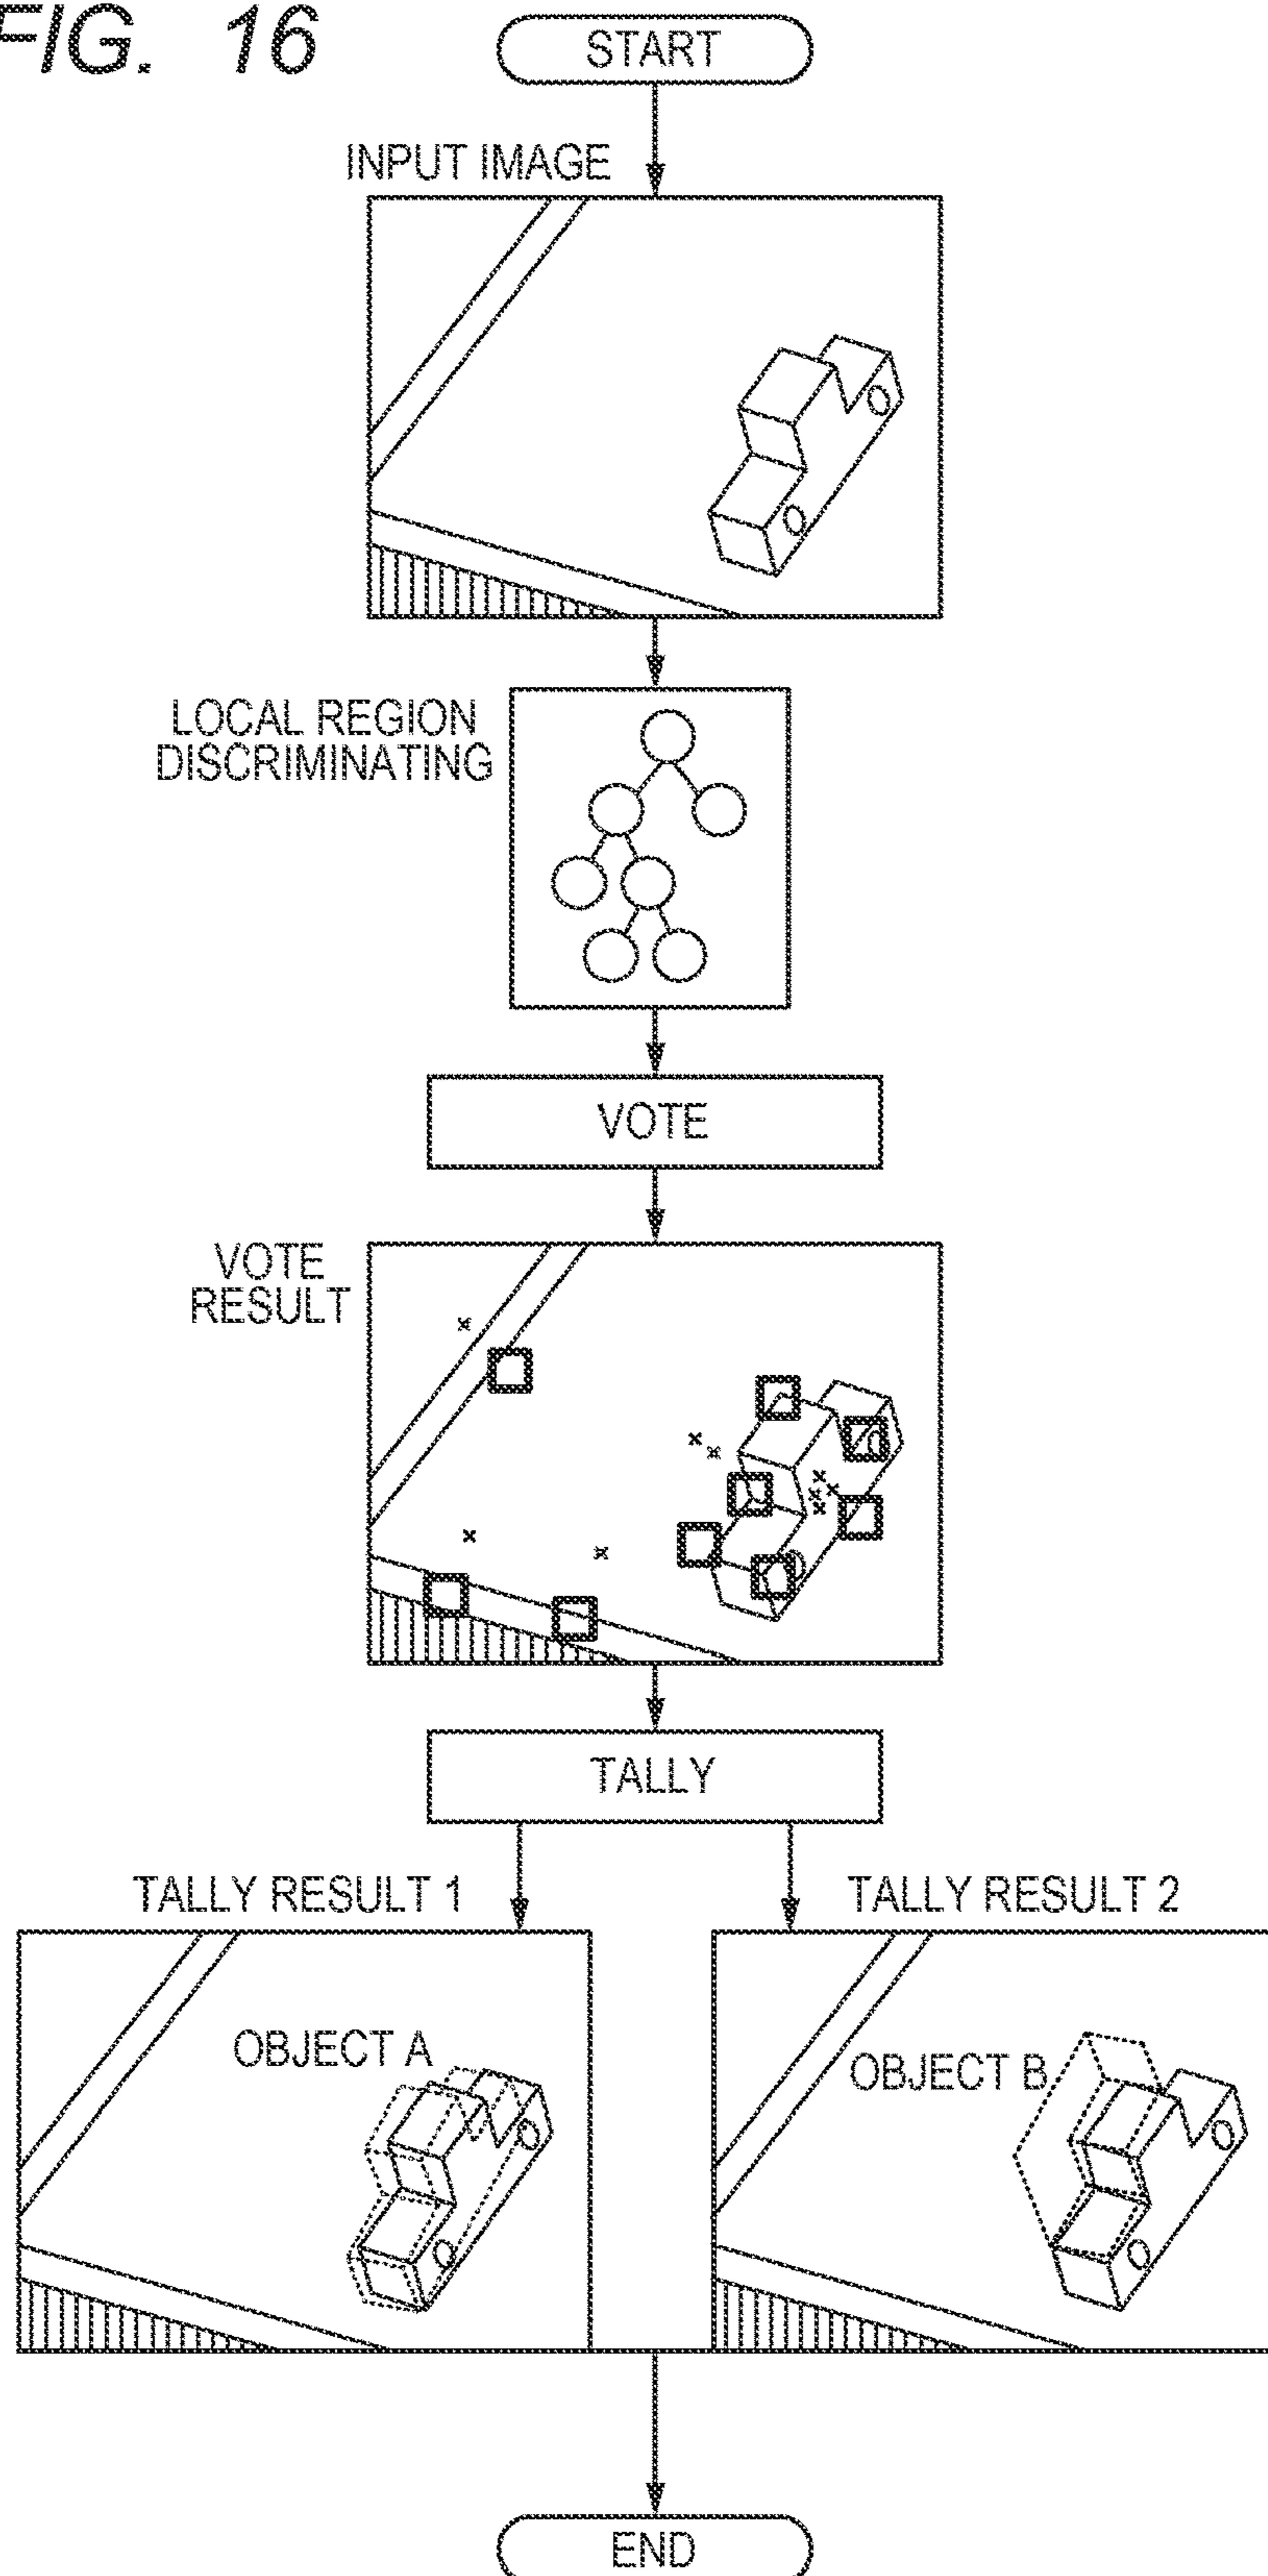 FIG. 16
START
INPUT IMAGE
LOCAL REGION
DISCRIMINATING
VOTE
VOTE
RESULT
TALLY
TALLY RESULT 1
TALLY RESULT 2
OBJECT A
OBJECT B
END